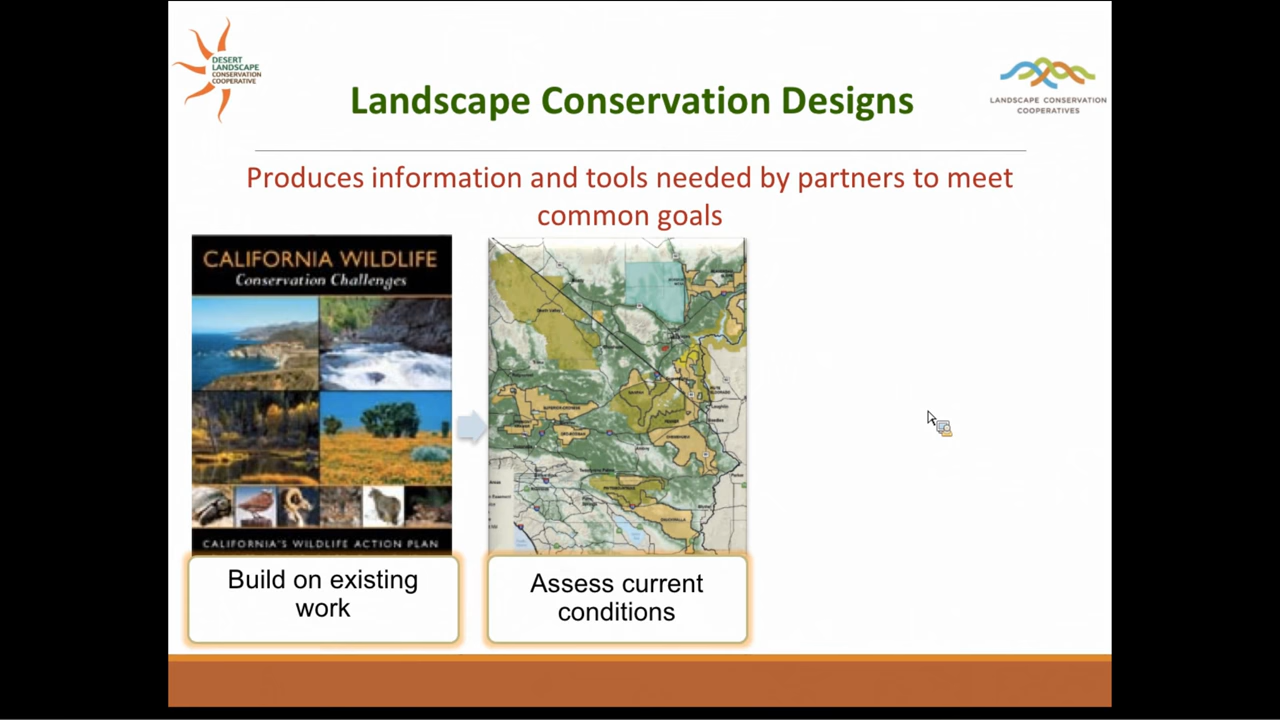 DESERT
LANDSCAPE
CONSERVATION
COOPERATIVE
LANDSCAPE CONSERVATION
COOPERATIVES
Landscape Conservation Designs
Produces information and tools needed by partners to meet
common goals
CALIFORNIA WILDLIFE
Conservation Challenges
CALIFORNIA'S WILDLIFE ACTION PLAN
Build on existing
work
Assess current
conditions